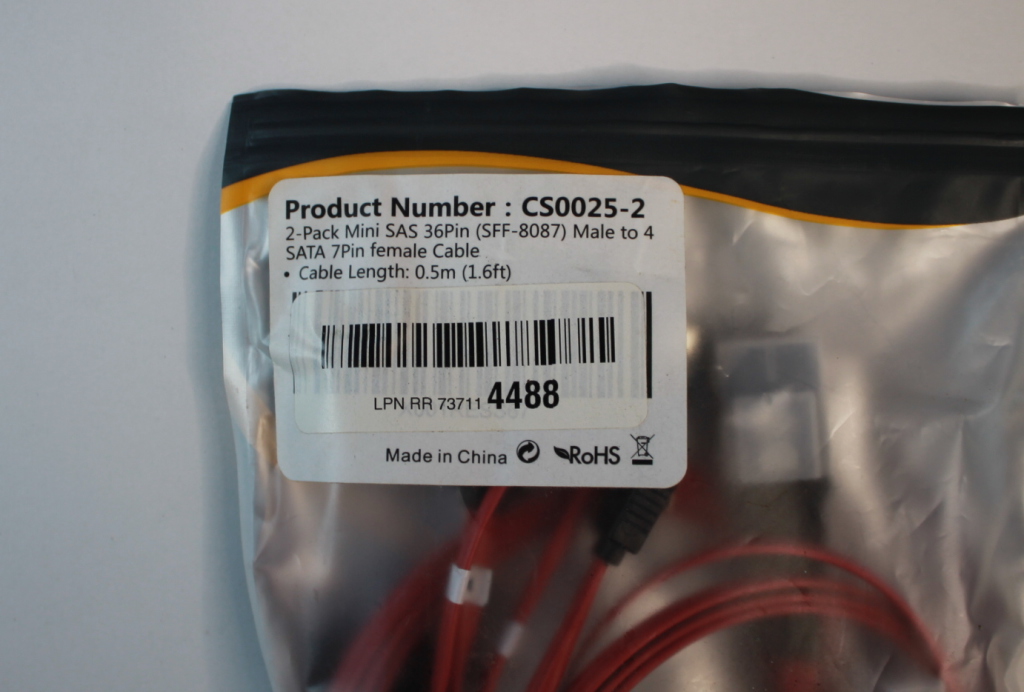 Product Number : CS0025-2
2-Pack Mini SAS 36Pin (SFF-8087) Male to 4
SATA 7Pin female Cable
• Cable Length: 0.5m (1.6ft)
LPN RR 73711 4488
Made in China RoHS